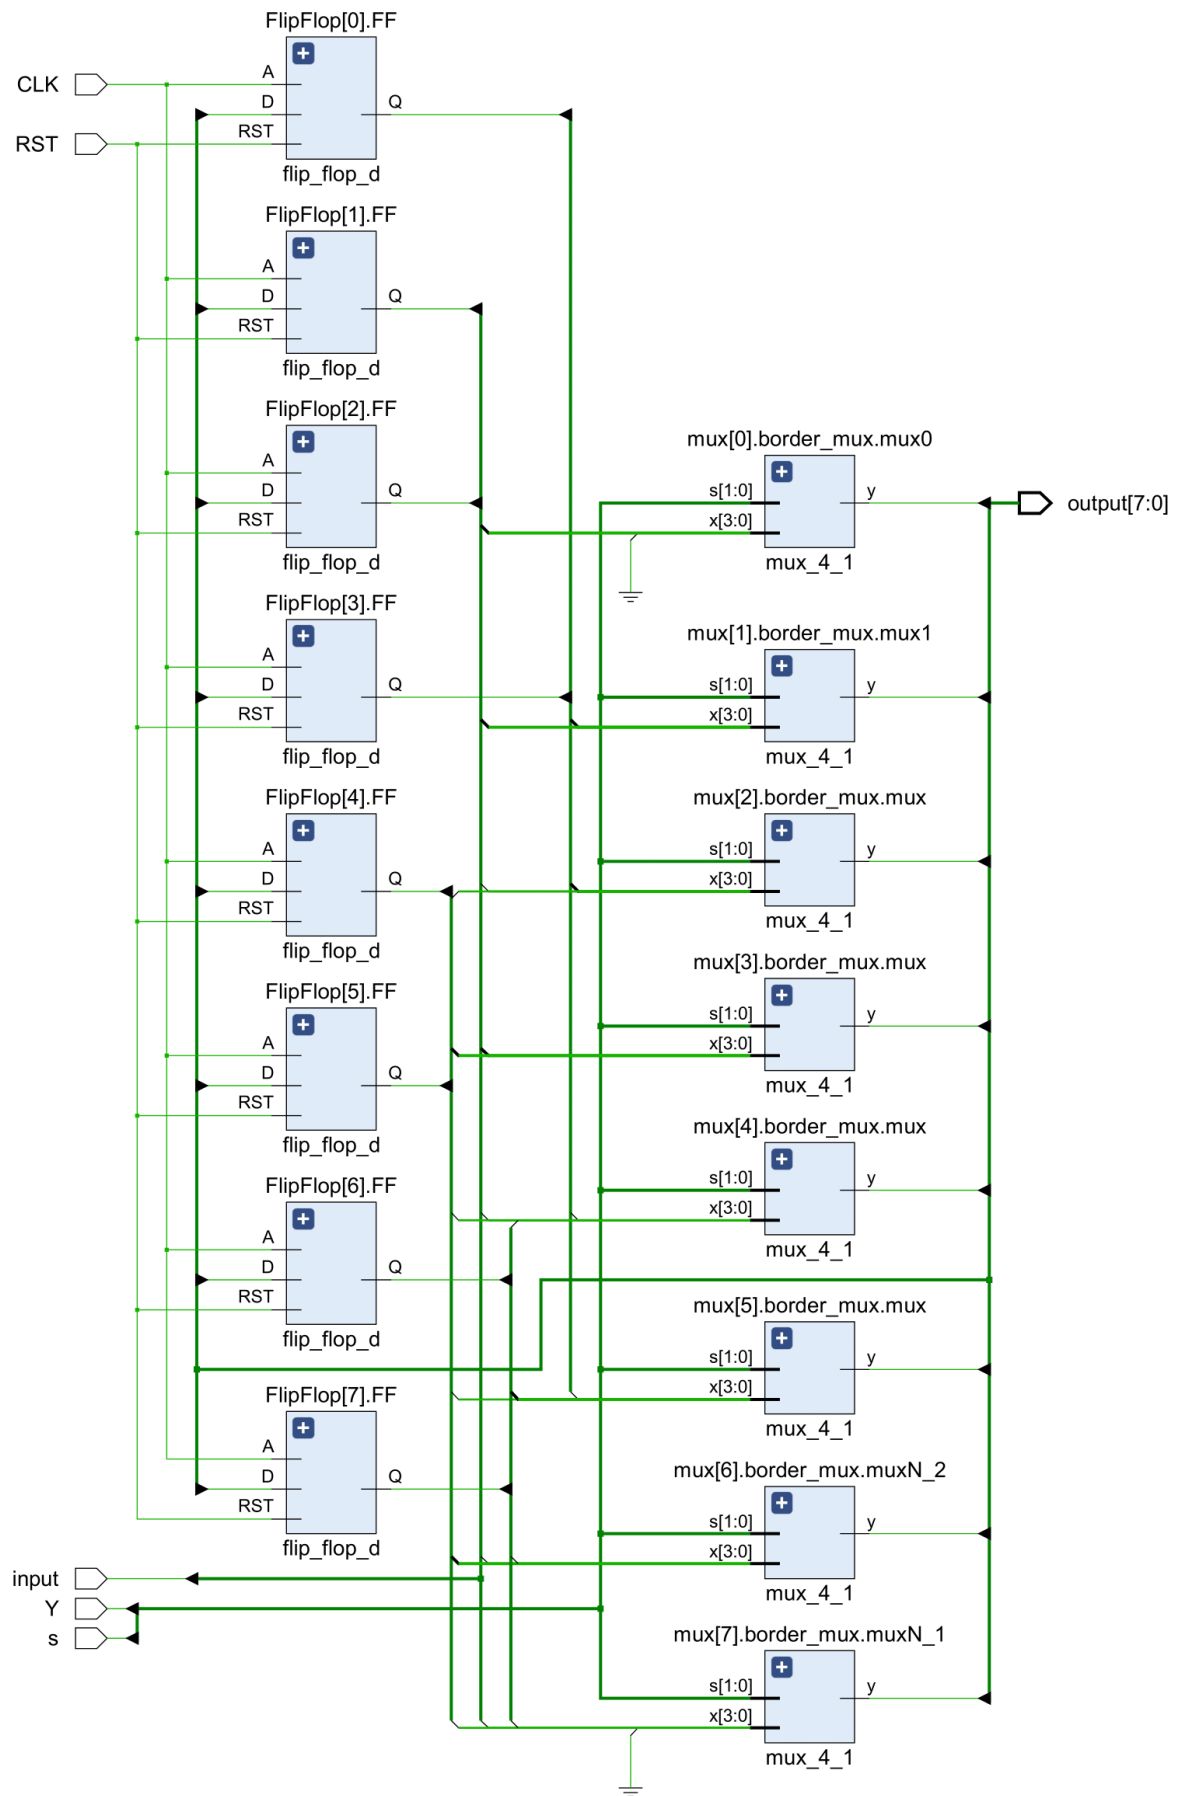 FlipFlop[0].FF
CLK
A
D
Q
RST
RST
flip_flop_d
FlipFlop[1].FF
A
D
Q
RST
flip_flop_d
FlipFlop[2].FF
A
D
Q
RST
flip_flop_d
FlipFlop[3].FF
A
D
Q
RST
flip_flop_d
FlipFlop[4].FF
A
D
Q
RST
flip_flop_d
FlipFlop[5].FF
A
D
Q
RST
flip_flop_d
FlipFlop[6].FF
A
D
Q
RST
flip_flop_d
FlipFlop[7].FF
A
D
Q
RST
flip_flop_d
input
Y
s
mux[0].border_mux.mux0
s[1:0]
y
x[3:0]
mux_4_1
output[7:0]
mux[1].border_mux.mux1
s[1:0]
y
x[3:0]
mux_4_1
mux[2].border_mux.mux
s[1:0]
y
x[3:0]
mux_4_1
mux[3].border_mux.mux
s[1:0]
y
x[3:0]
mux_4_1
mux[4].border_mux.mux
s[1:0]
y
x[3:0]
mux_4_1
mux[5].border_mux.mux
s[1:0]
y
x[3:0]
mux_4_1
mux[6].border_mux.muxN_2
s[1:0]
y
x[3:0]
mux_4_1
mux[7].border_mux.muxN_1
s[1:0]
y
x[3:0]
mux_4_1